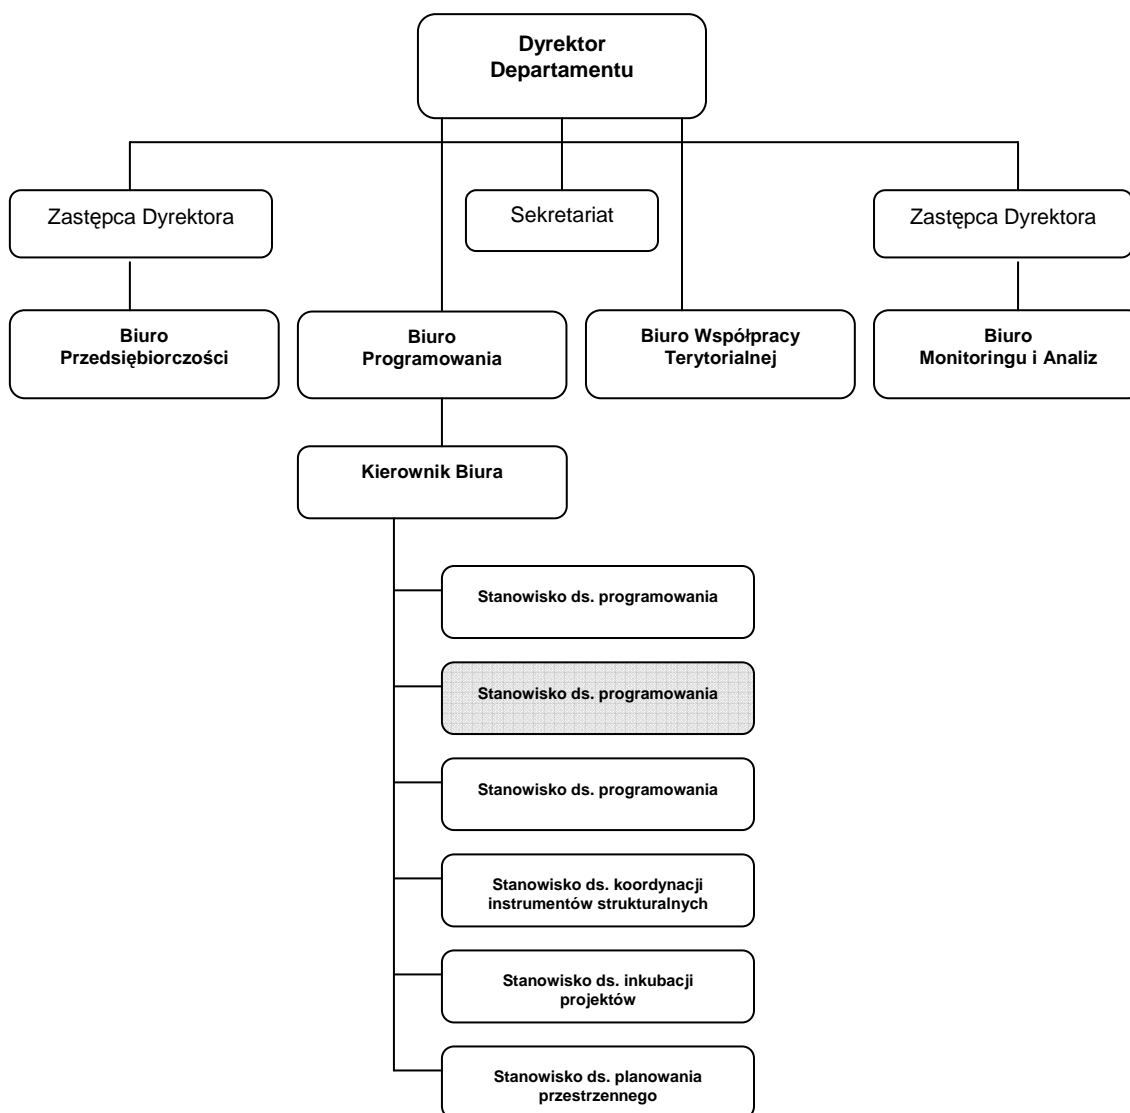 Dyrektor
Departamentu
Zastępca Dyrektora
Sekretariat
Zastępca Dyrektora
Biuro
Przedsiębiorczości
Biuro
Programowania
Biuro Współpracy
Terytorialnej
Biuro
Monitoringu i Analiz
Kierownik Biura
Stanowisko ds. programowania
Stanowisko ds. programowania
Stanowisko ds. programowania
Stanowisko ds. koordynacji
instrumentów strukturalnych
Stanowisko ds. inkubacji
projektów
Stanowisko ds. planowania
przestrzennego